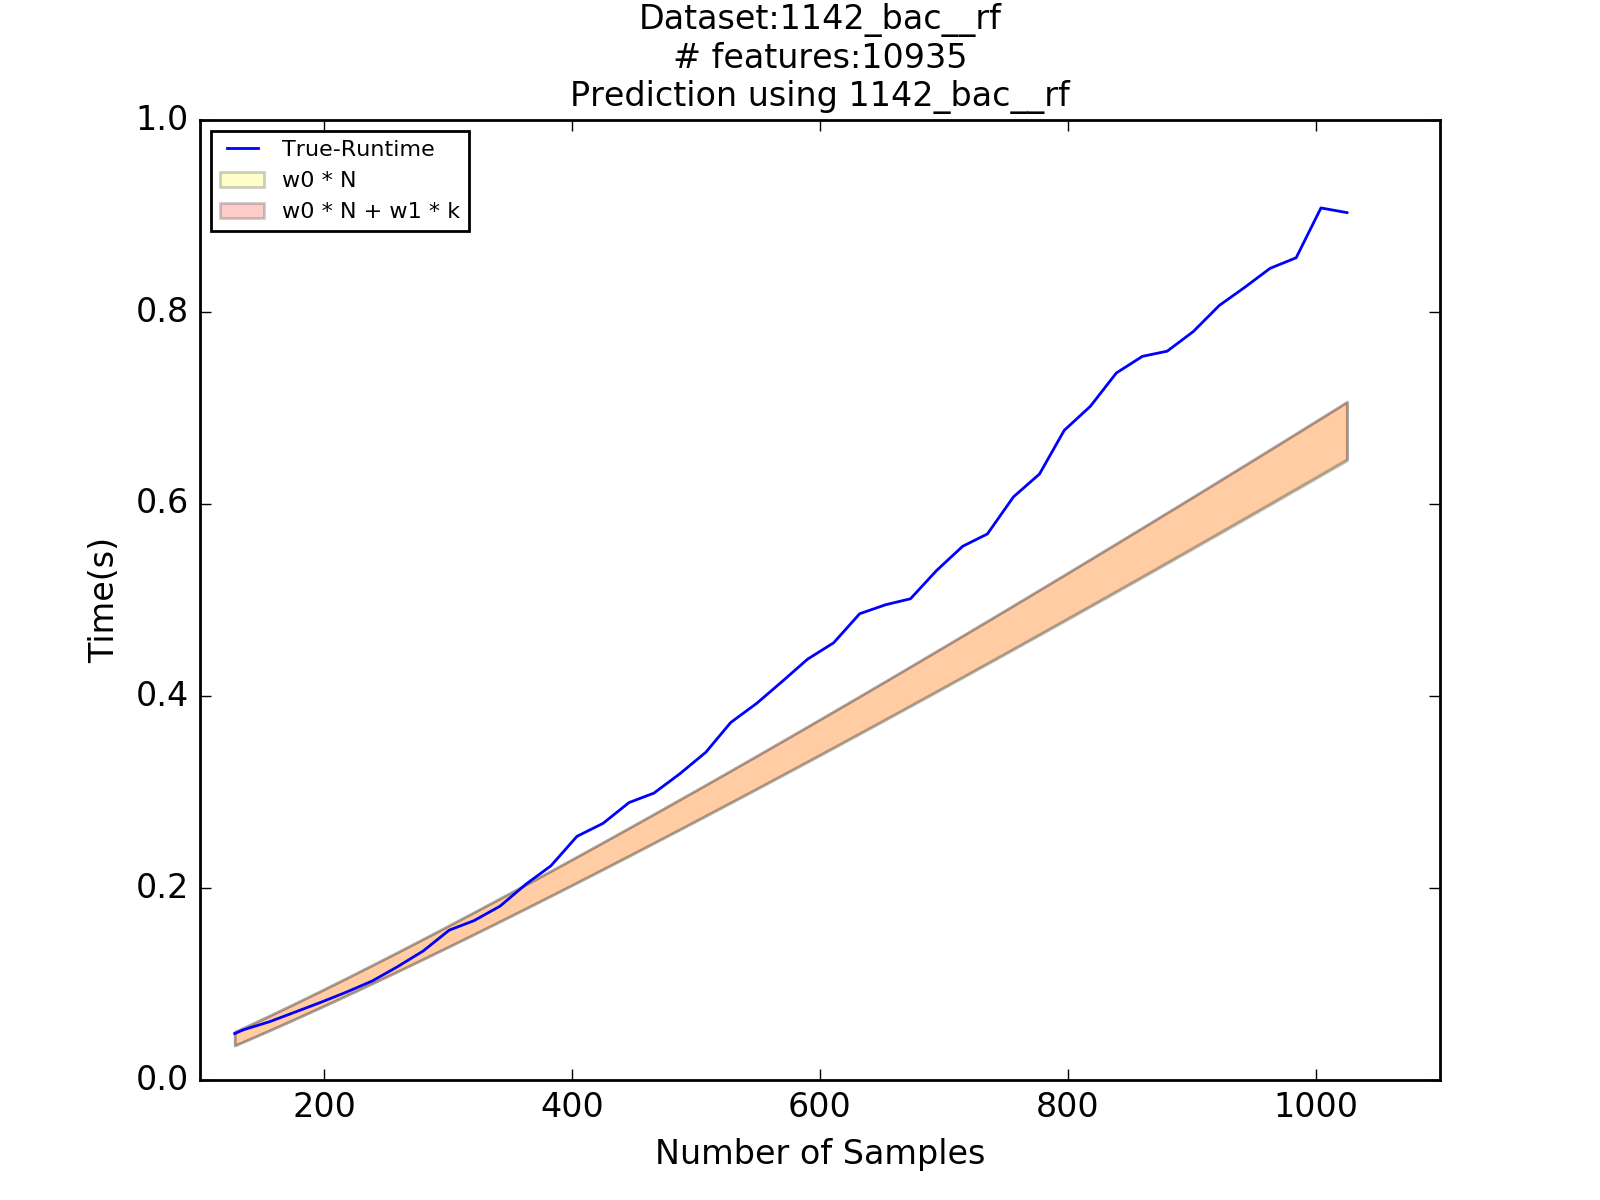 Dataset:1142_bac__rf
# features:10935
Prediction using 1142_bac__rf
1.0
0.8
0.6
0.4
0.2
0.0
True-Runtime
w0 * N
w0 * N + w1 * k
Time(s)
200 400 600 800 1000
Number of Samples